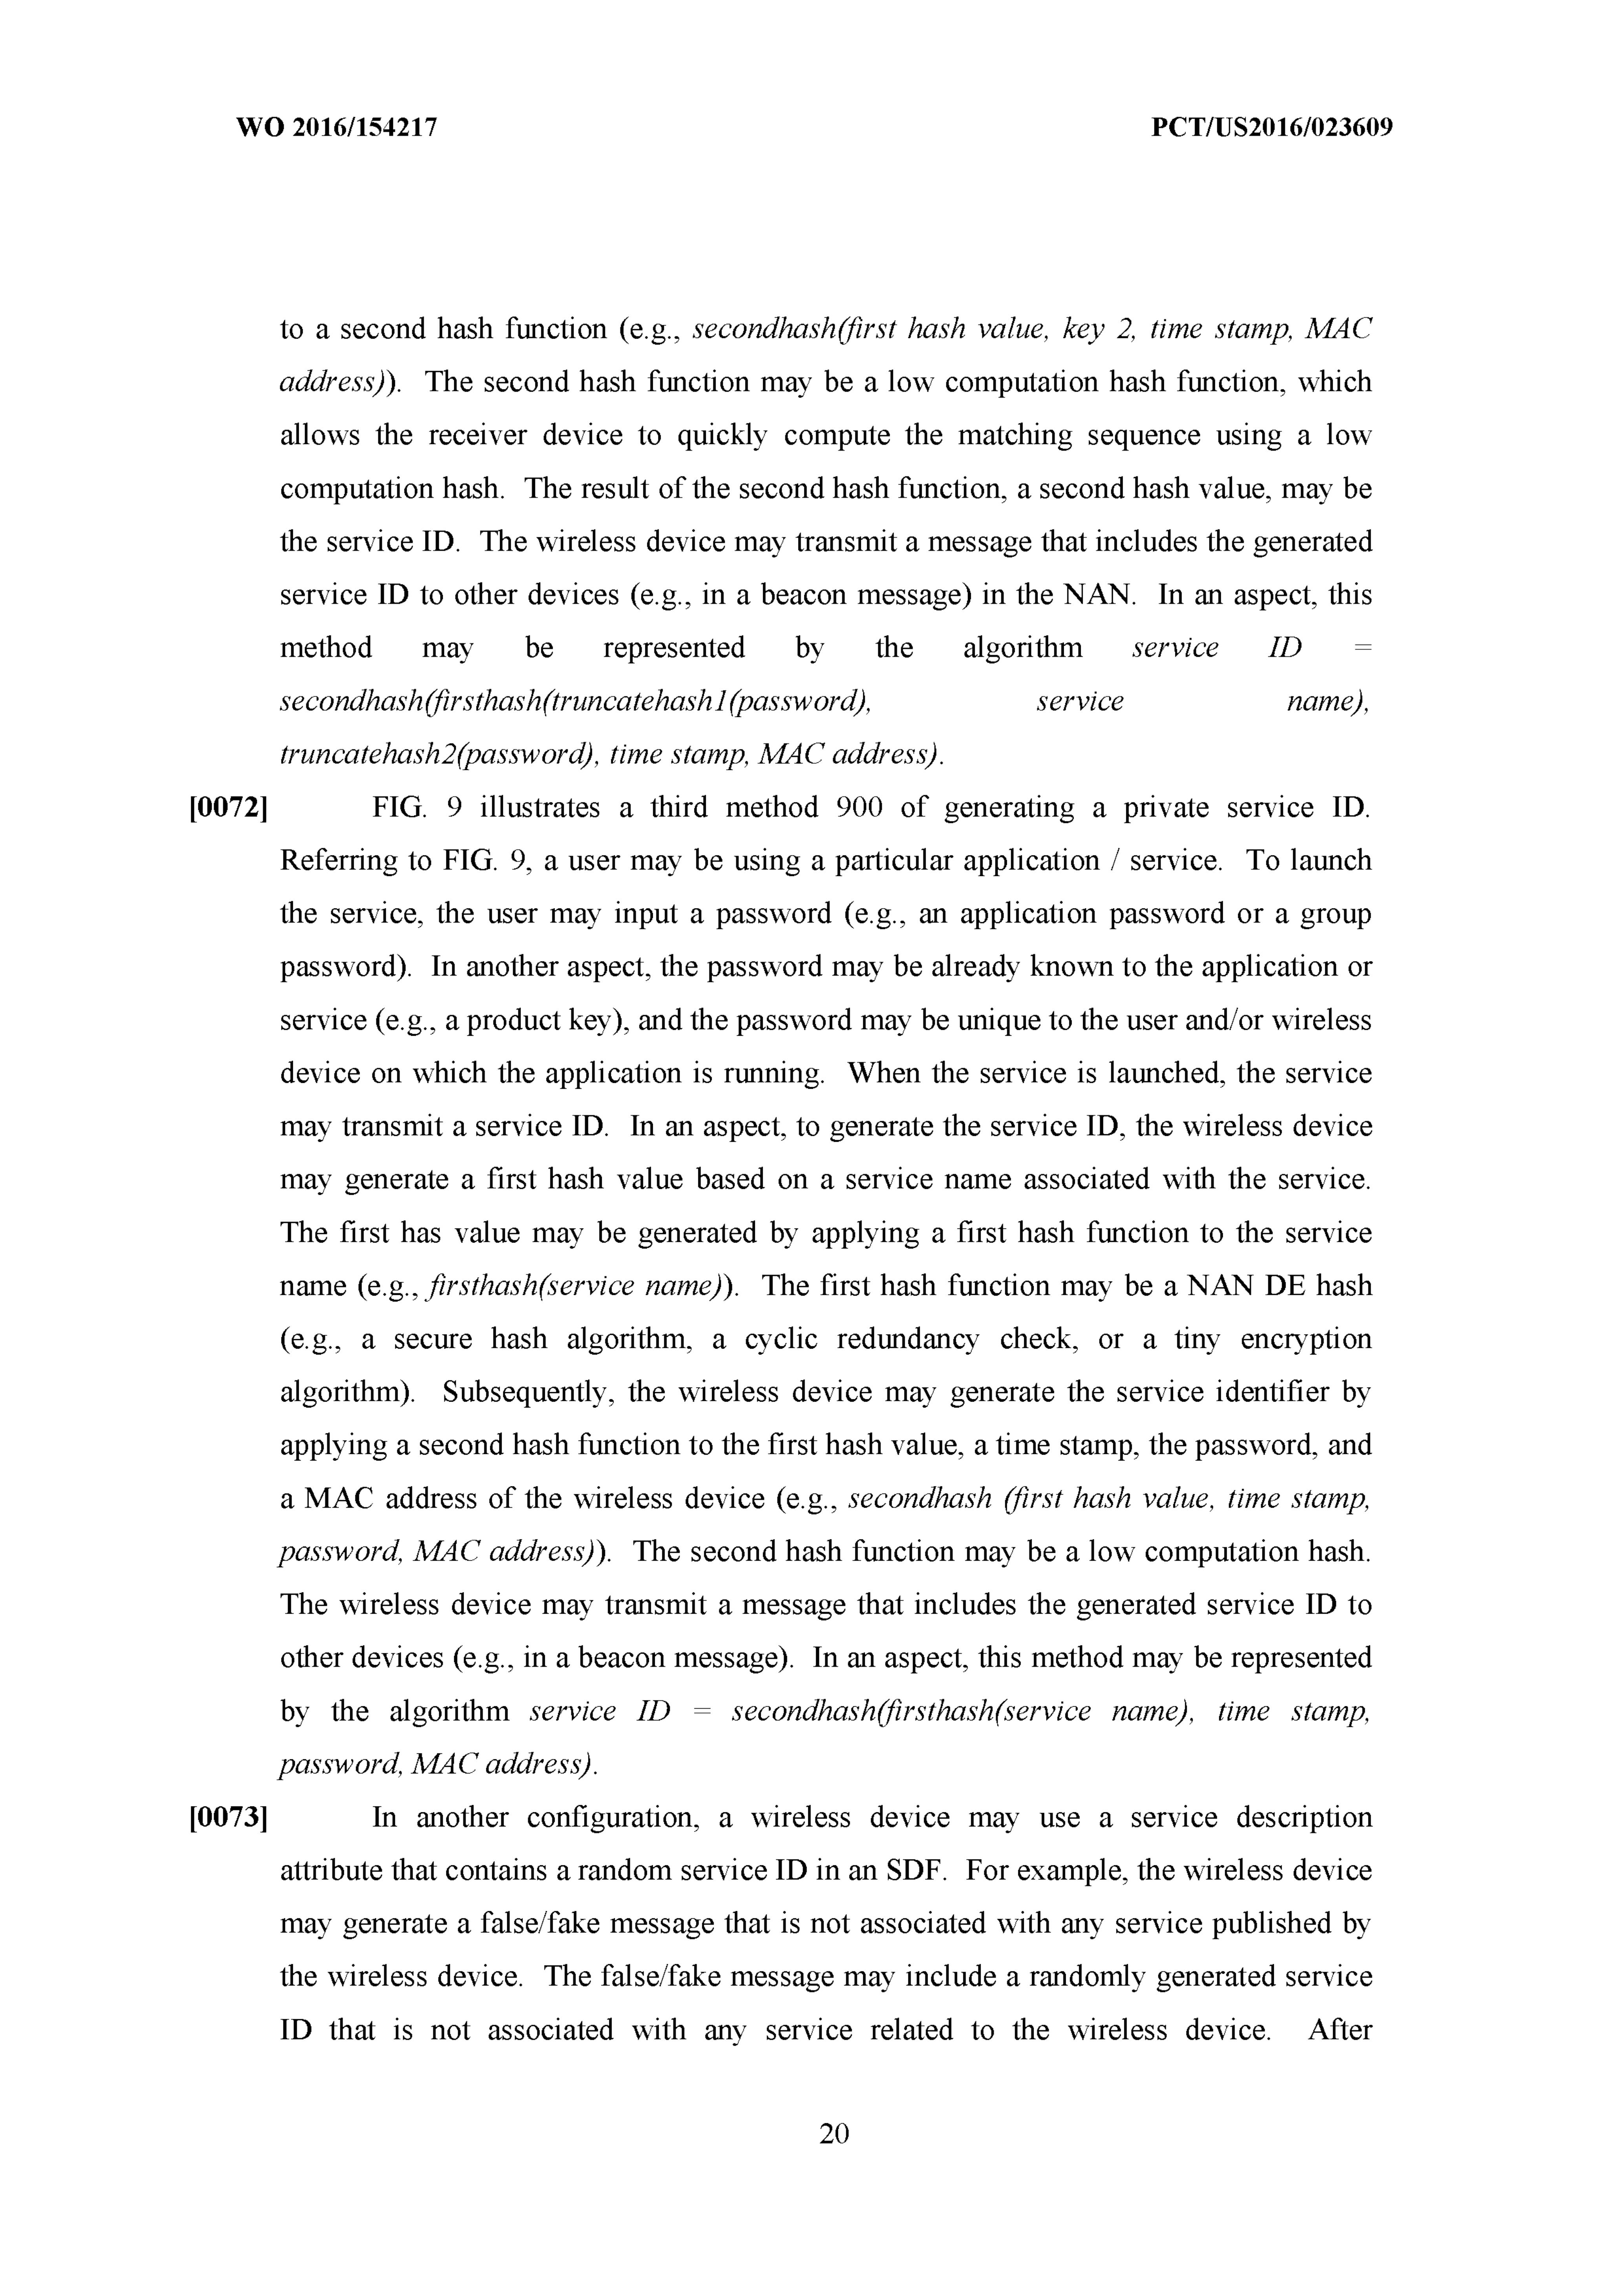 WO 2016/154217 PCT/US2016/023609
to a second hash function (e.g., secondhash(first hash value, key 2, time stamp, MAC
address)). The second hash function may be a low computation hash function, which
allows the receiver device to quickly compute the matching sequence using a low
computation hash. The result of the second hash function, a second hash value, may be
the service ID. The wireless device may transmit a message that includes the generated
service ID to other devices (e.g., in a beacon message) in the NAN. In an aspect, this
method may be represented by the algorithm service ID =
secondhash(firsthash(truncatehash1(password), service name),
truncatehash2(password), time stamp, MAC address).
[0072] FIG. 9 illustrates a third method 900 of generating a private service ID.
Referring to FIG. 9, a user may be using a particular application / service. To launch
the service, the user may input a password (e.g., an application password or a group
password). In another aspect, the password may be already known to the application or
service (e.g., a product key), and the password may be unique to the user and/or wireless
device on which the application is running. When the service is launched, the service
may transmit a service ID. In an aspect, to generate the service ID, the wireless device
may generate a first hash value based on a service name associated with the service.
The first has value may be generated by applying a first hash function to the service
name (e.g., firsthash(service name)). The first hash function may be a NAN DE hash
(e.g., a secure hash algorithm, a cyclic redundancy check, or a tiny encryption
algorithm). Subsequently, the wireless device may generate the service identifier by
applying a second hash function to the first hash value, a time stamp, the password, and
a MAC address of the wireless device (e.g., secondhash (first hash value, time stamp,
password, MAC address)). The second hash function may be a low computation hash.
The wireless device may transmit a message that includes the generated service ID to
other devices (e.g., in a beacon message). In an aspect, this method may be represented
by the algorithm service ID = secondhash(firsthash(service name), time stamp,
password, MAC address).
[0073] In another configuration, a wireless device may use a service description
attribute that contains a random service ID in an SDF. For example, the wireless device
may generate a false/fake message that is not associated with any service published by
the wireless device. The false/fake message may include a randomly generated service
ID that is not associated with any service related to the wireless device. After
20